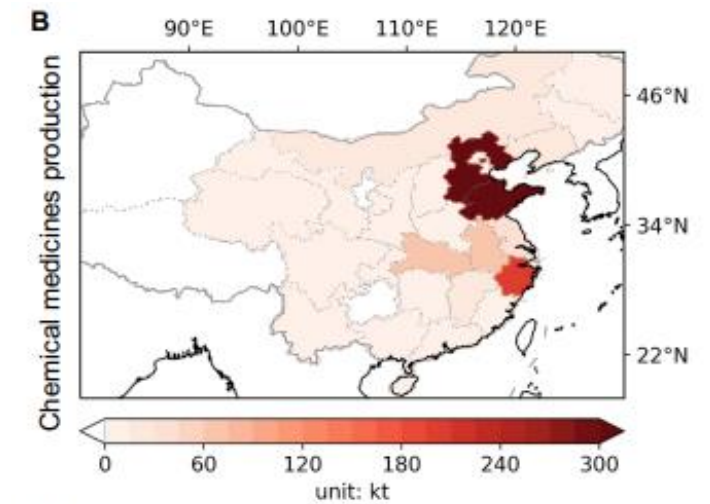 B
90°E 100°E 110°E 120°E
Chemical medicines production
46°N
34°N
22°N
0 60 120 180 240 300
unit: kt